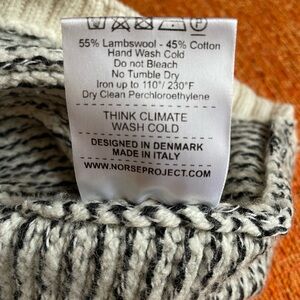 55% Lambswool - 45% Cotton
Hand Wash Cold
Do not Bleach
No Tumble Dry
Iron up to 110°/ 230°F
Dry Clean Perchloroethylene
THINK CLIMATE
WASH COLD
DESIGNED IN DENMARK
MADE IN ITALY
WWW.NORSEPROJECT.COM